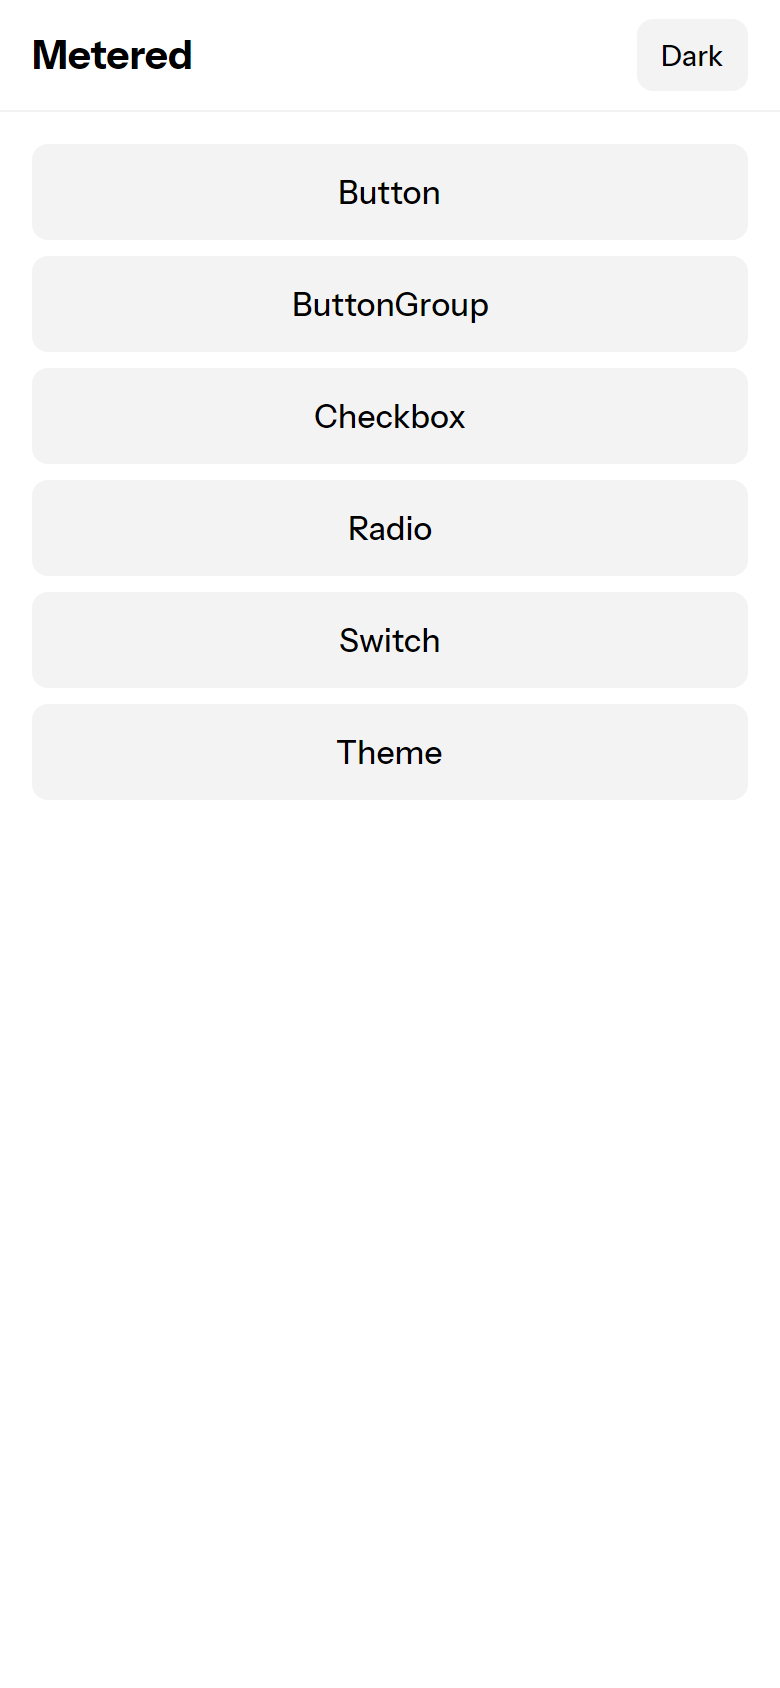 Metered
Dark
Button
ButtonGroup
Checkbox
Radio
Switch
Theme